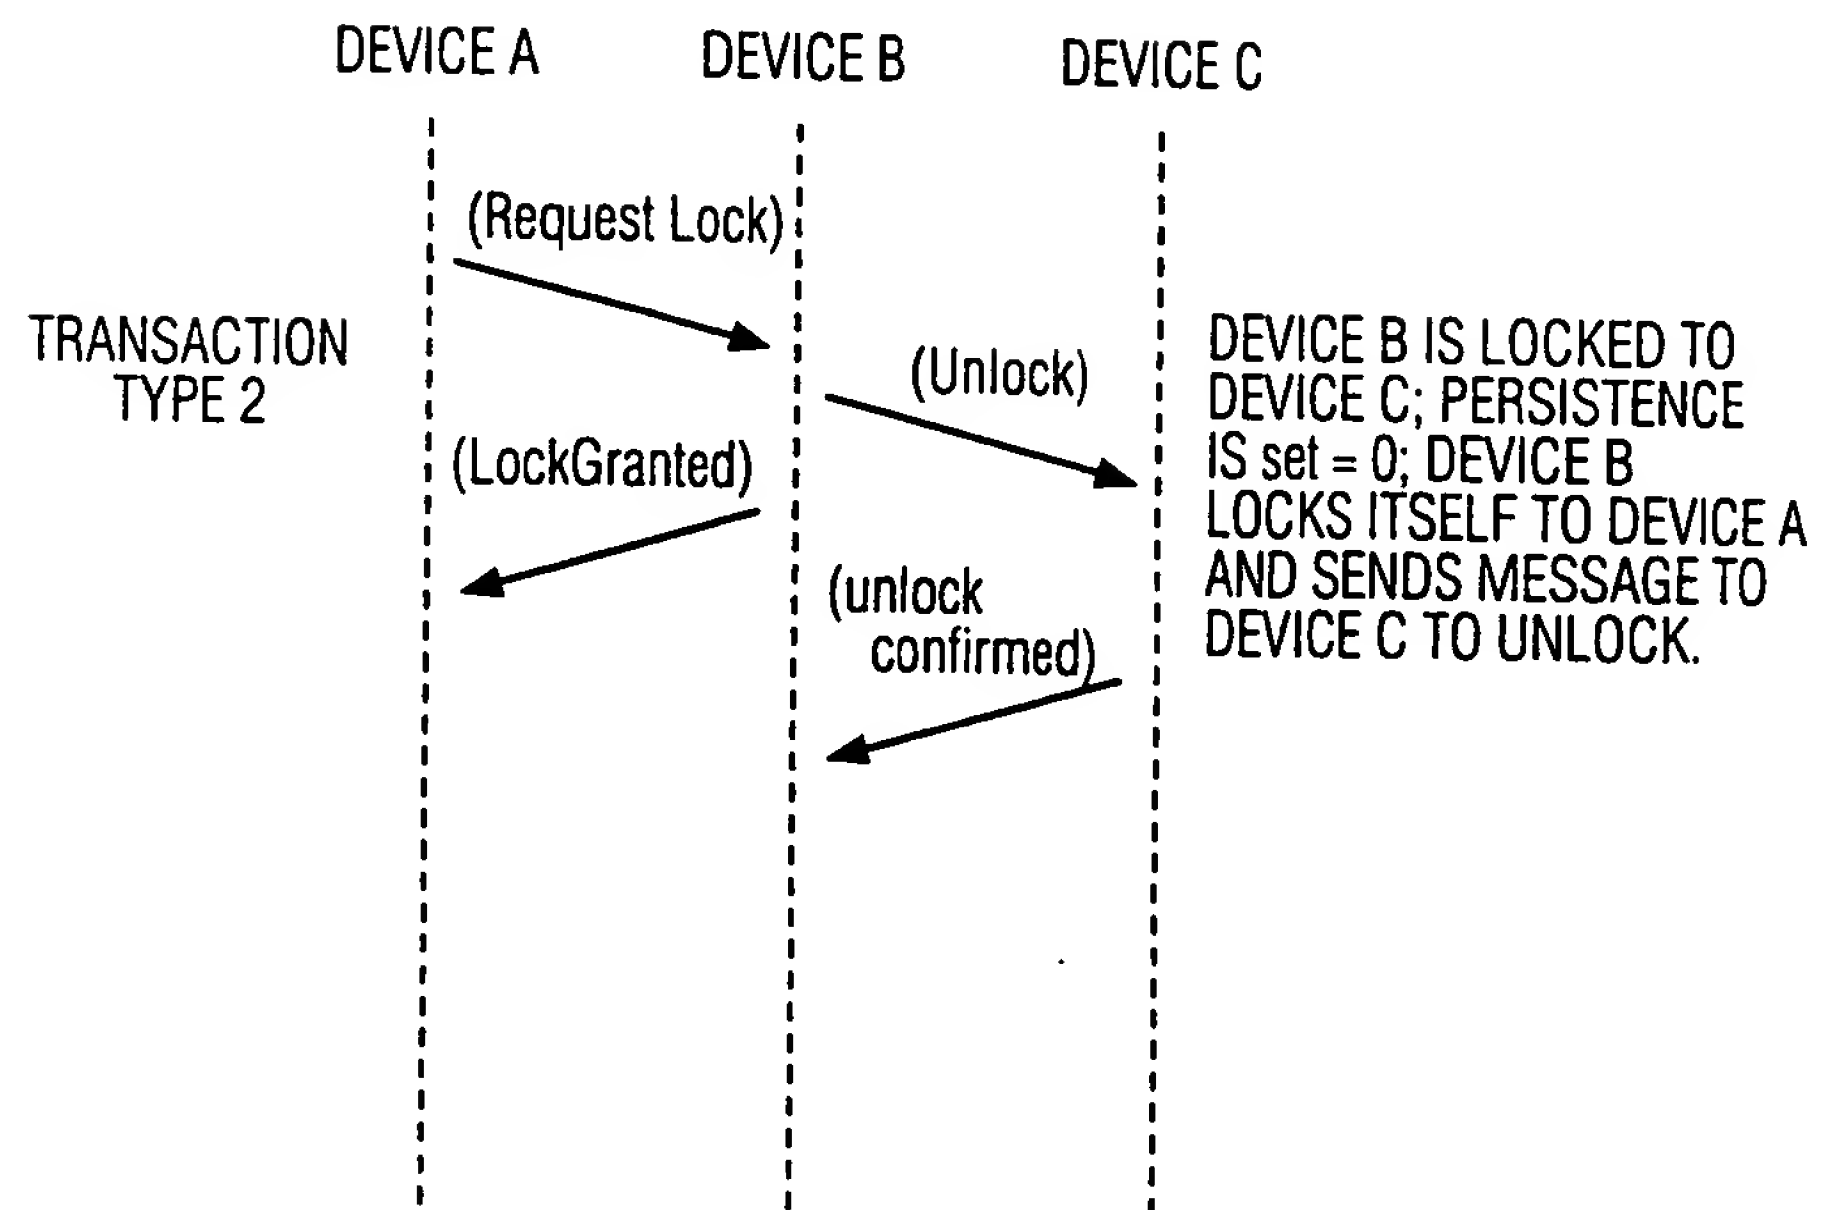 DEVICE A
DEVICE B
DEVICE C
(Request Lock)
TRANSACTION
TYPE 2
(Unlock)
(LockGranted)
(unlock
confirmed)
DEVICE B IS LOCKED TO
DEVICE C; PERSISTENCE
IS set = 0; DEVICE B
LOCKS ITSELF TO DEVICE A
AND SENDS MESSAGE TO
DEVICE C TO UNLOCK.